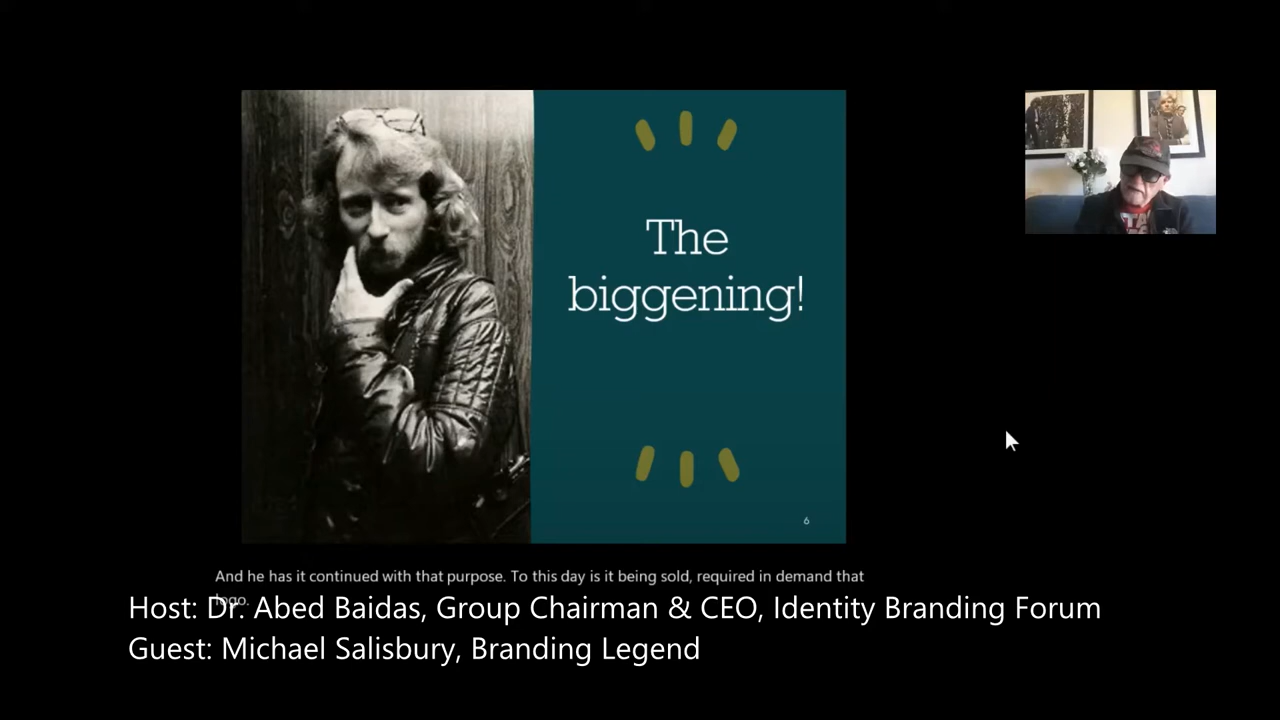 The
biggening!
6
And he has it continued with that purpose. To this day is it being sold, required in demand that
logo.
Host: Dr. Abed Baidas, Group Chairman & CEO, Identity Branding Forum
Guest: Michael Salisbury, Branding Legend